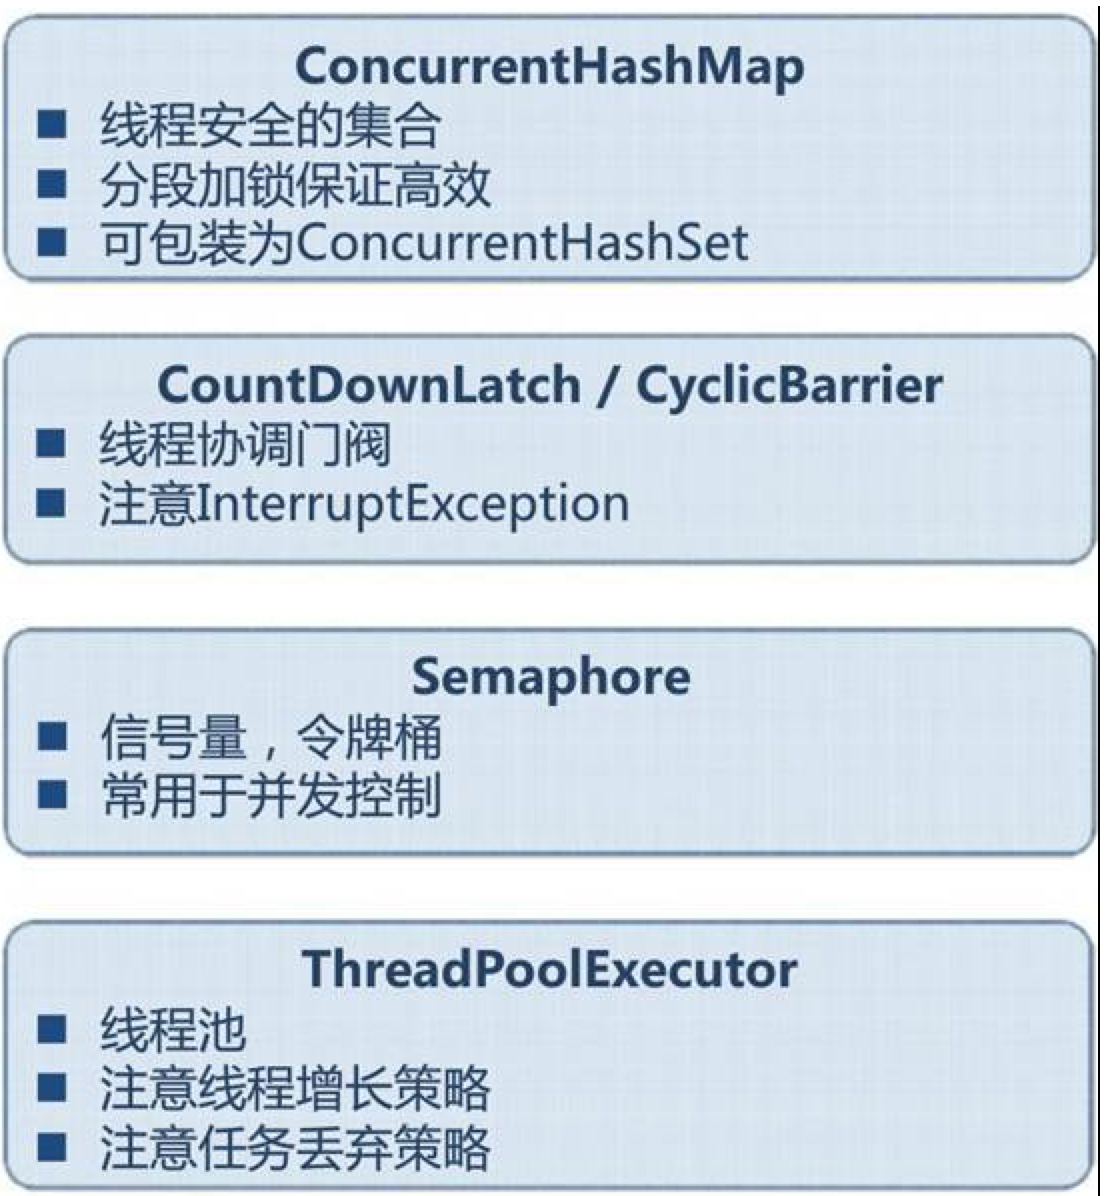 ConcurrentHashMap
线程安全的集合
分段加锁保证高效
可包装为ConcurrentHashSet
CountDownLatch / CyclicBarrier
线程协调门阀
注意InterruptException
Semaphore
信号量，令牌桶
常用于并发控制
ThreadPoolExecutor
线程池
注意线程增长策略
注意任务丢弃策略